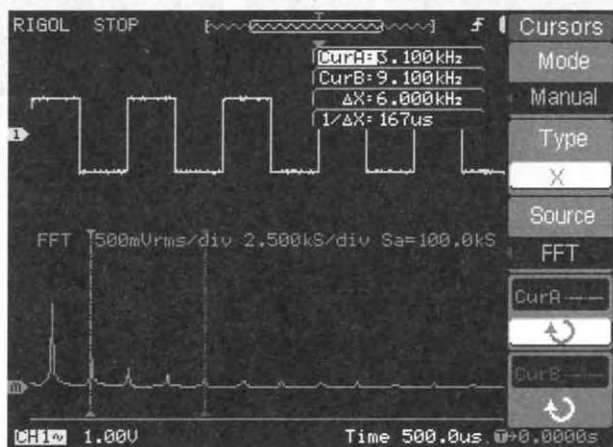 RIGOL STOP
CurA=3.100kHz
CurB=9.100kHz
ΔX=6.000kHz
1/ΔX=167us
Cursors
Mode
Manual
Type
X
Source
FFT
CurA
CurB
1
FFT 500mVrms/div 2.500kS/div Sa=100.0kS
m
CH1~ 1.00V Time 500.0us T→0.0000s